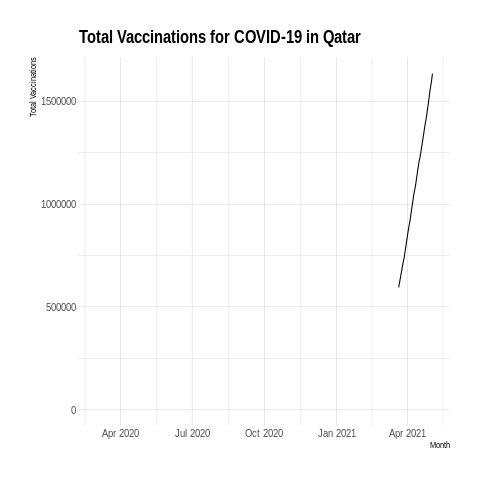 Total Vaccinations for COVID-19 in Qatar
Total Vaccinations
1500000
1000000
500000
0
Apr 2020 Jul 2020 Oct 2020 Jan 2021 Apr 2021
Month